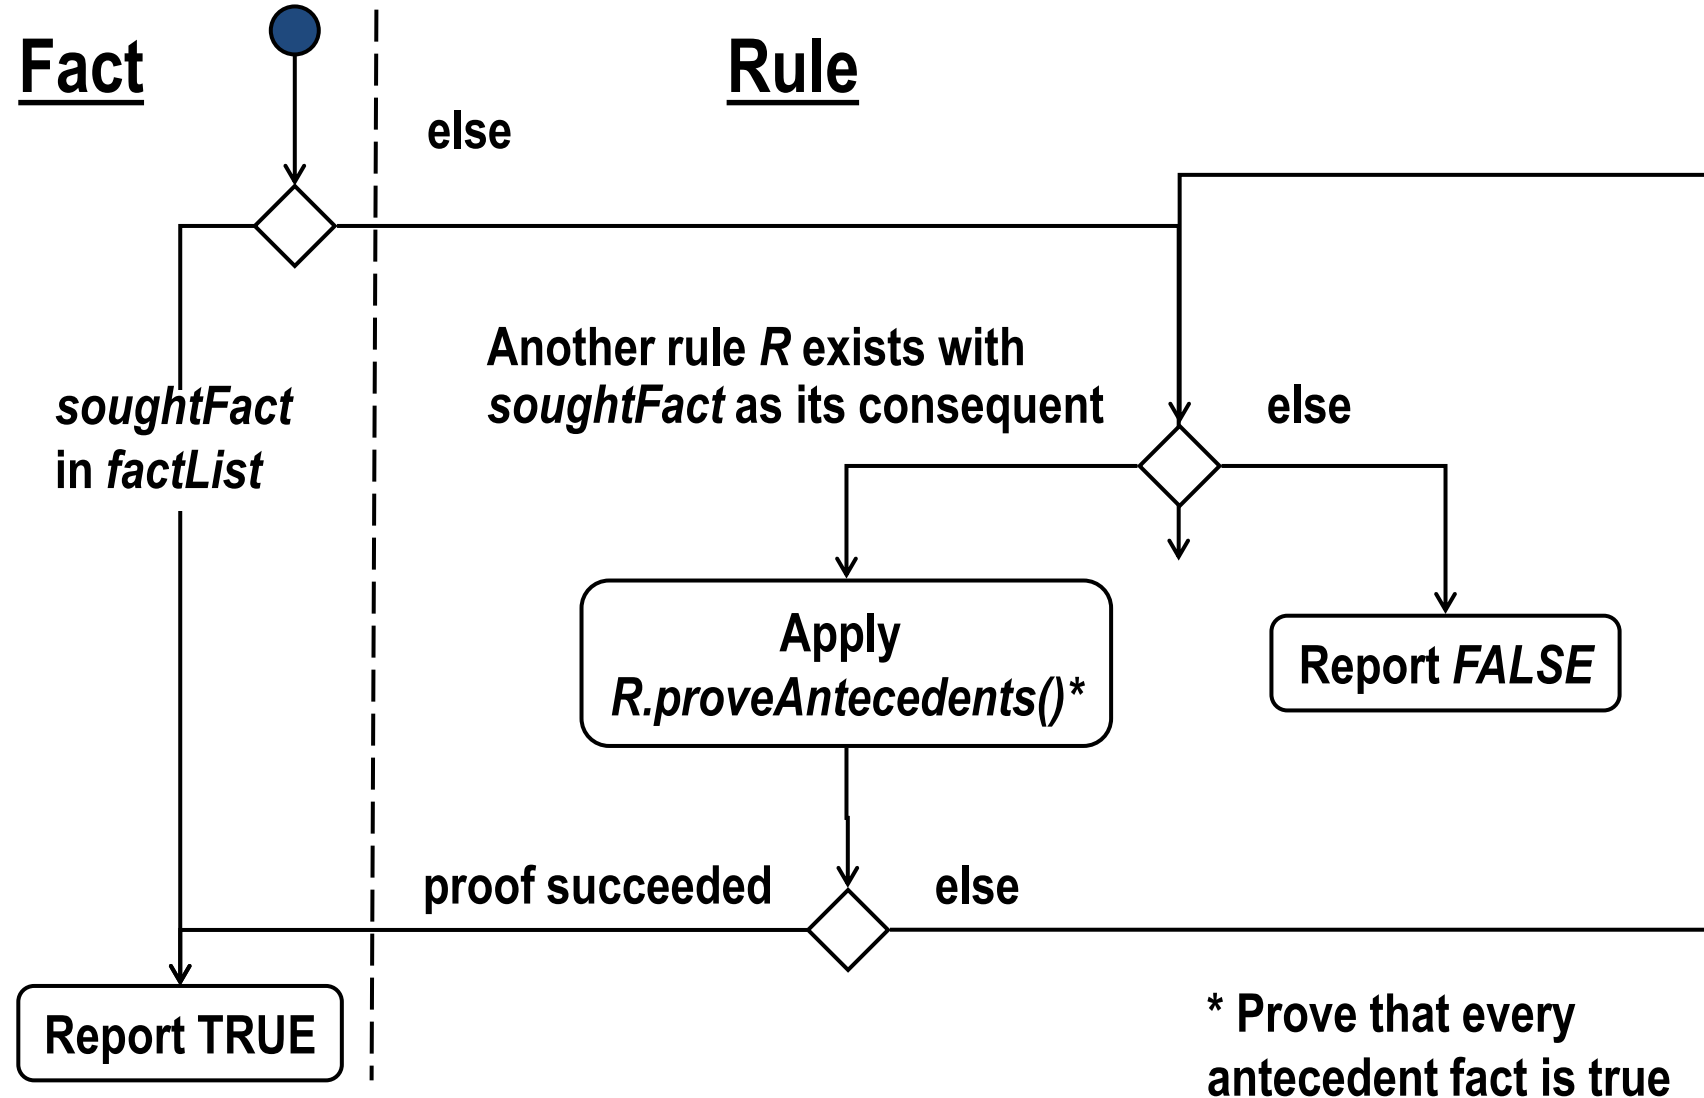 Fact
Rule
else
Another rule R exists with
soughtFact as its consequent
else
soughtFact
in factList
Apply
R.proveAntecedents()*
Report FALSE
proof succeeded
else
Report TRUE
* Prove that every
antecedent fact is true